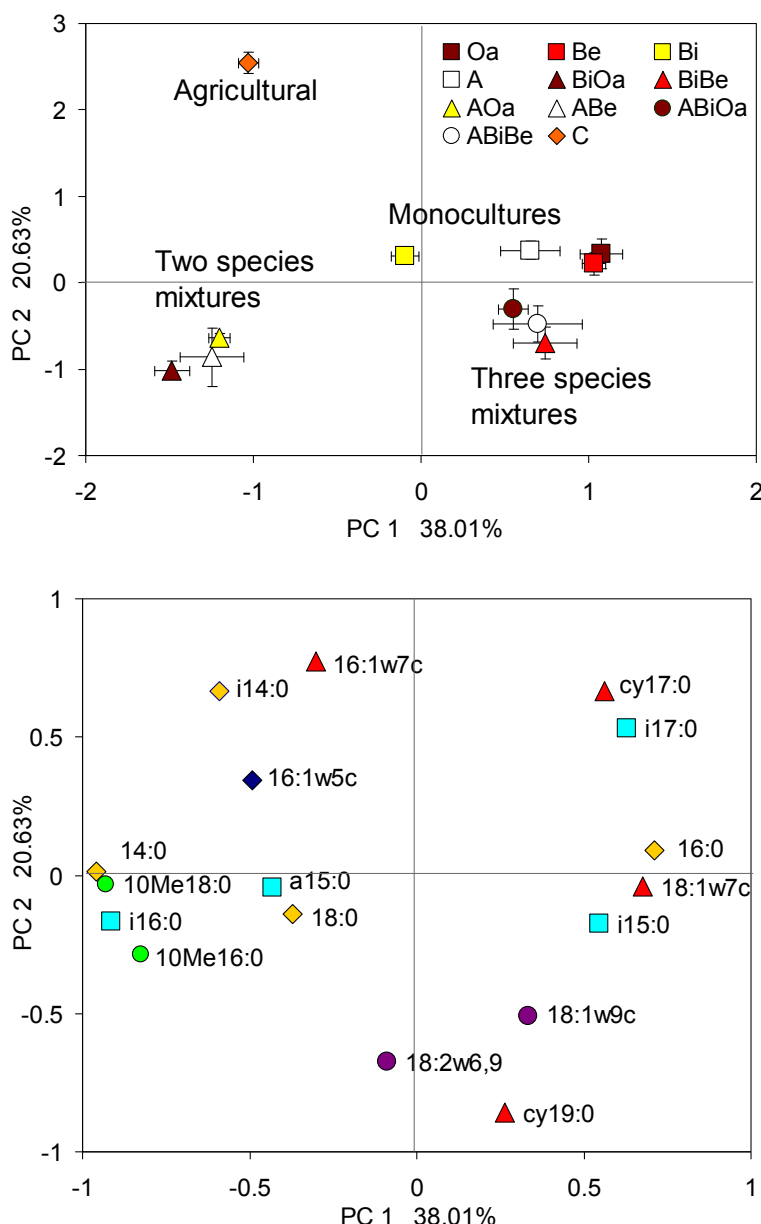 3
2
1
0
-1
-2
PC 2 20.63%
Agricultural
Oa Be Bi
A BiOa BiBe
AOa ABe ABiOa
ABiBe C
Monocultures
Two species
mixtures
Three species
mixtures
-2 -1 0 1 2
PC 1 38.01%
1
0.5
0
-0.5
-1
PC 2 20.63%
16:1w7c
i14:0
cy17:0
i17:0
16:1w5c
14:0
16:0
10Me18:0
a15:0
18:1w7c
i16:0
18:0
i15:0
10Me16:0
18:1w9c
18:2w6,9
cy19:0
-1 -0.5 0 0.5 1
PC 1 38.01%